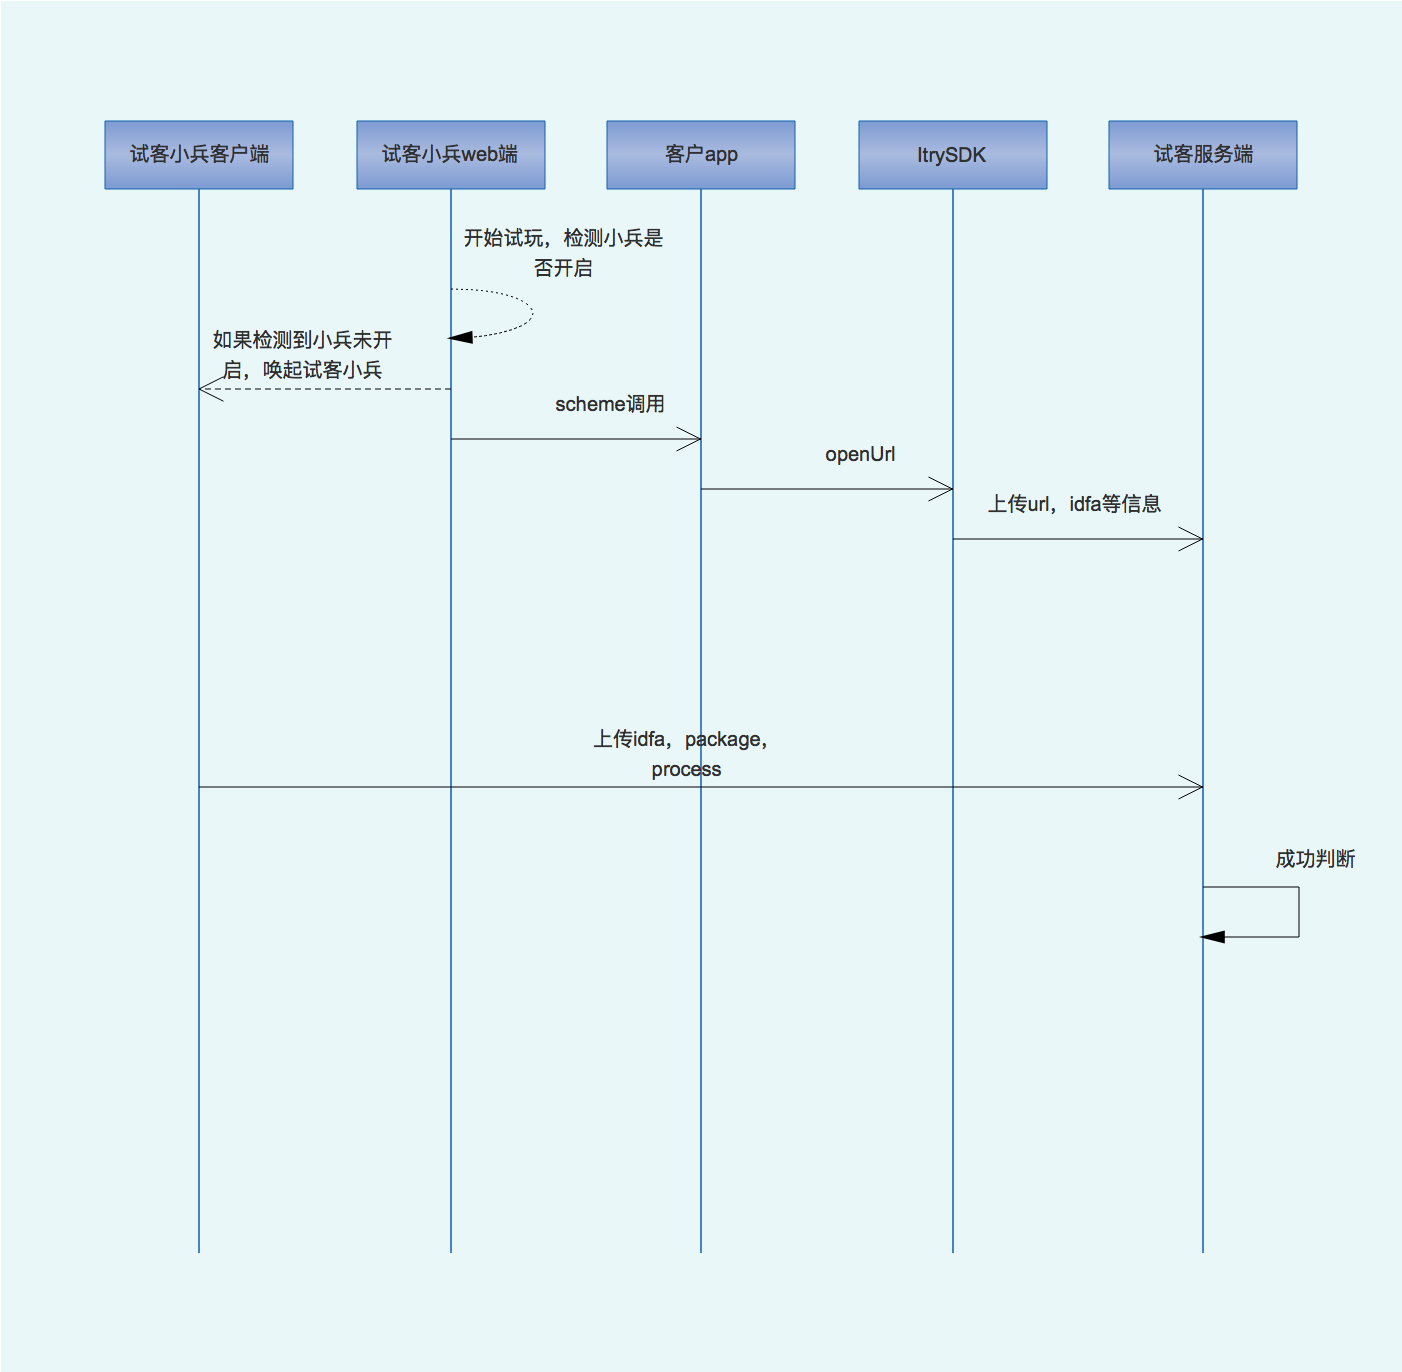 试客小兵客户端
试客小兵web端
客户app
ItrySDK
试客服务端
开始试玩，检测小兵是
否开启
如果检测到小兵未开
启，唤起试客小兵
scheme调用
openUrl
上传url，idfa等信息
上传idfa，package，
process
成功判断